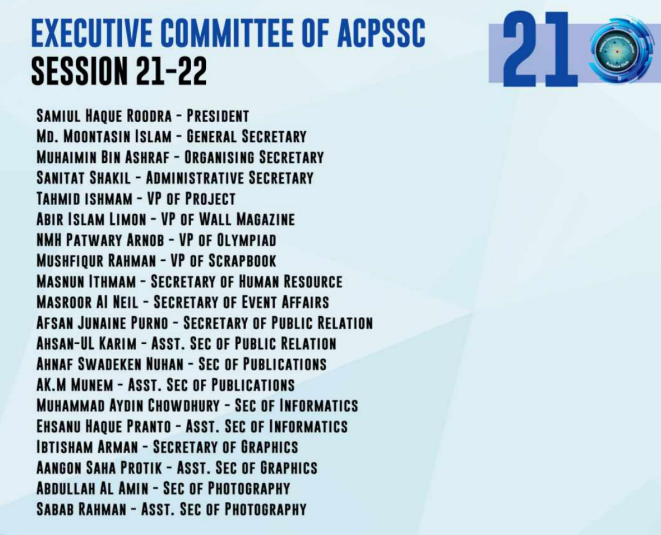 EXECUTIVE COMMITTEE OF ACPSSC
SESSION 21-22
21
SAMIUL HAQUE ROODRA - PRESIDENT
MD. MOONTASIN ISLAM - GENERAL SECRETARY
MUHAIMIN BIN ASHRAF - ORGANISING SECRETARY
SANITAT SHAKIL - ADMINISTRATIVE SECRETARY
TAHMID ISHMAM - VP OF PROJECT
ABIR ISLAM LIMON - VP OF WALL MAGAZINE
NMH PATWARY ARNOB - VP OF OLYMPIAD
MUSHFIQUR RAHMAN - VP OF SCRAPBOOK
MASNUN ITHMAM - SECRETARY OF HUMAN RESOURCE
MASROOR AL NEIL - SECRETARY OF EVENT AFFAIRS
AFSAN JUNAINE PURNO - SECRETARY OF PUBLIC RELATION
AHSAN-UL KARIM - ASST. SEC OF PUBLIC RELATION
AHNAF SWADEKEN NUHAN - SEC OF PUBLICATIONS
AK.M MUNEM - ASST. SEC OF PUBLICATIONS
MUHAMMAD AYDIN CHOWDHURY - SEC OF INFORMATICS
EHSANU HAQUE PRANTO - ASST. SEC OF INFORMATICS
IBTISHAM ARMAN - SECRETARY OF GRAPHICS
AANGON SAHA PROTIK - ASST. SEC OF GRAPHICS
ABDULLAH AL AMIN - SEC OF PHOTOGRAPHY
SABAB RAHMAN - ASST. SEC OF PHOTOGRAPHY